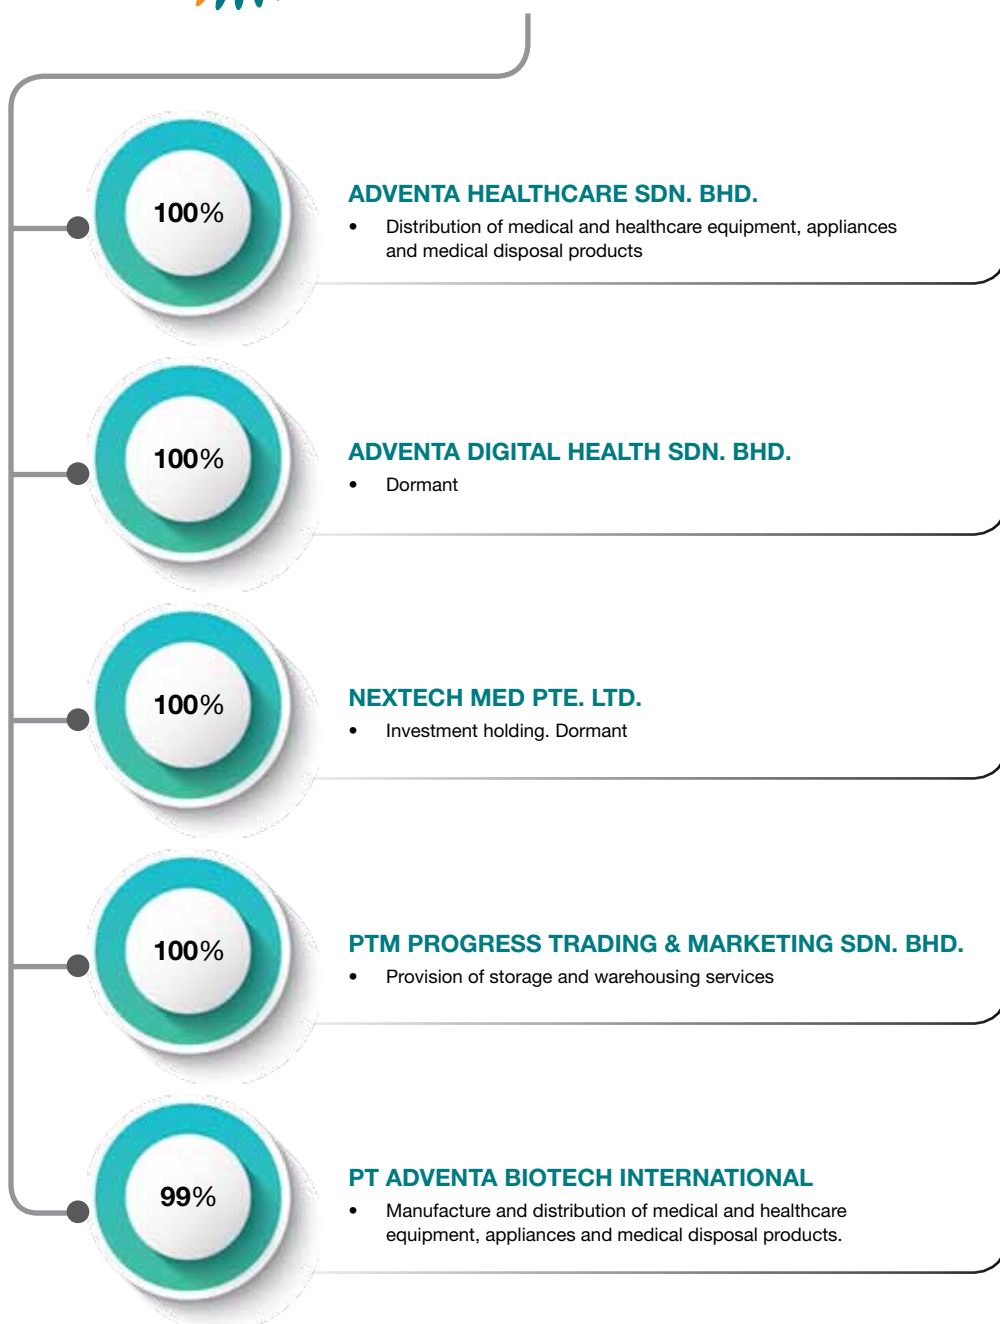 100%
ADVENTA HEALTHCARE SDN. BHD.
• Distribution of medical and healthcare equipment, appliances
and medical disposal products
100%
ADVENTA DIGITAL HEALTH SDN. BHD.
• Dormant
100%
NEXTECH MED PTE. LTD.
• Investment holding. Dormant
100%
PTM PROGRESS TRADING & MARKETING SDN. BHD.
• Provision of storage and warehousing services
99%
PT ADVENTA BIOTECH INTERNATIONAL
• Manufacture and distribution of medical and healthcare
equipment, appliances and medical disposal products.